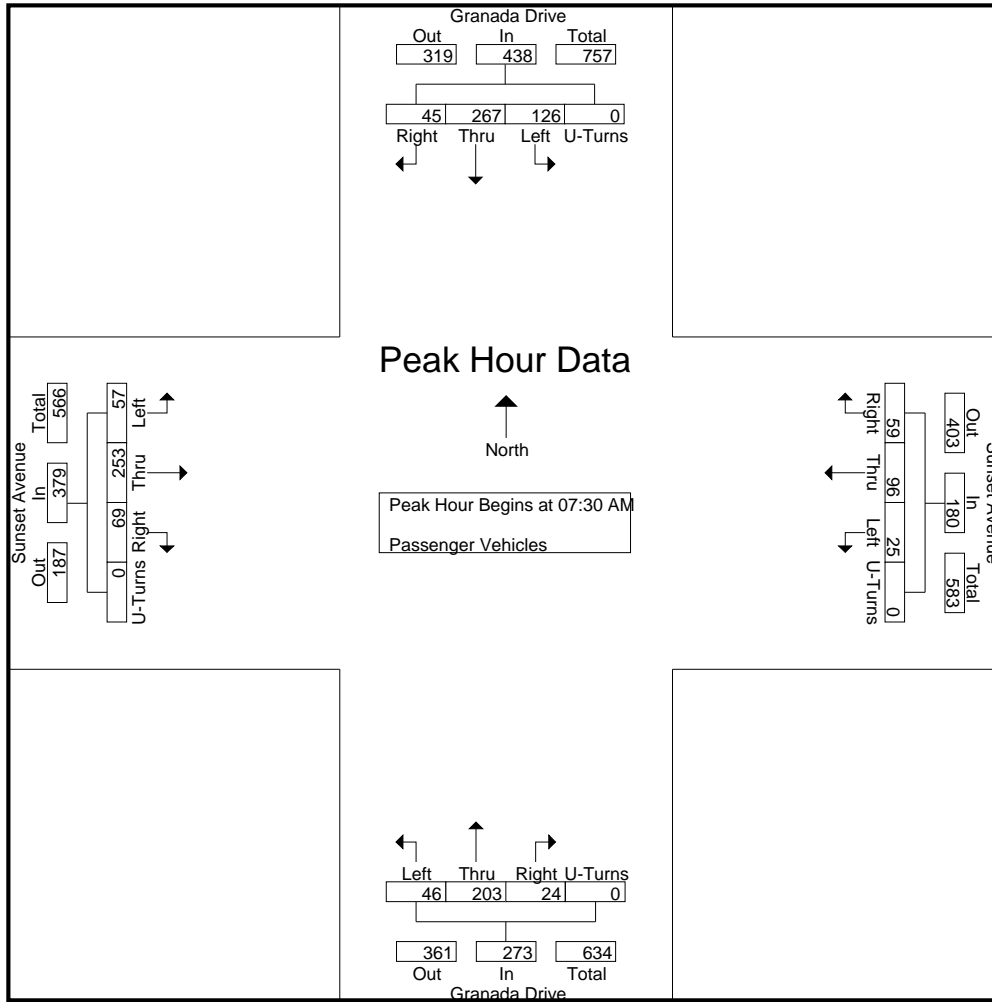 Granada Drive
Out In Total
319 438 757
45 267 126 0
Right Thru Left U-Turns
Peak Hour Data
North
Peak Hour Begins at 07:30 AM
Passenger Vehicles
Sunset Avenue
Total In Out
566 379 187
57 253 69 0
Left Thru Right U-Turns
Right Thru Left U-Turns
59 96 25 0
Out In Total
403 180 583
Sunset Avenue
Left Thru Right U-Turns
46 203 24 0
361 273 634
Out In Total
Granada Drive